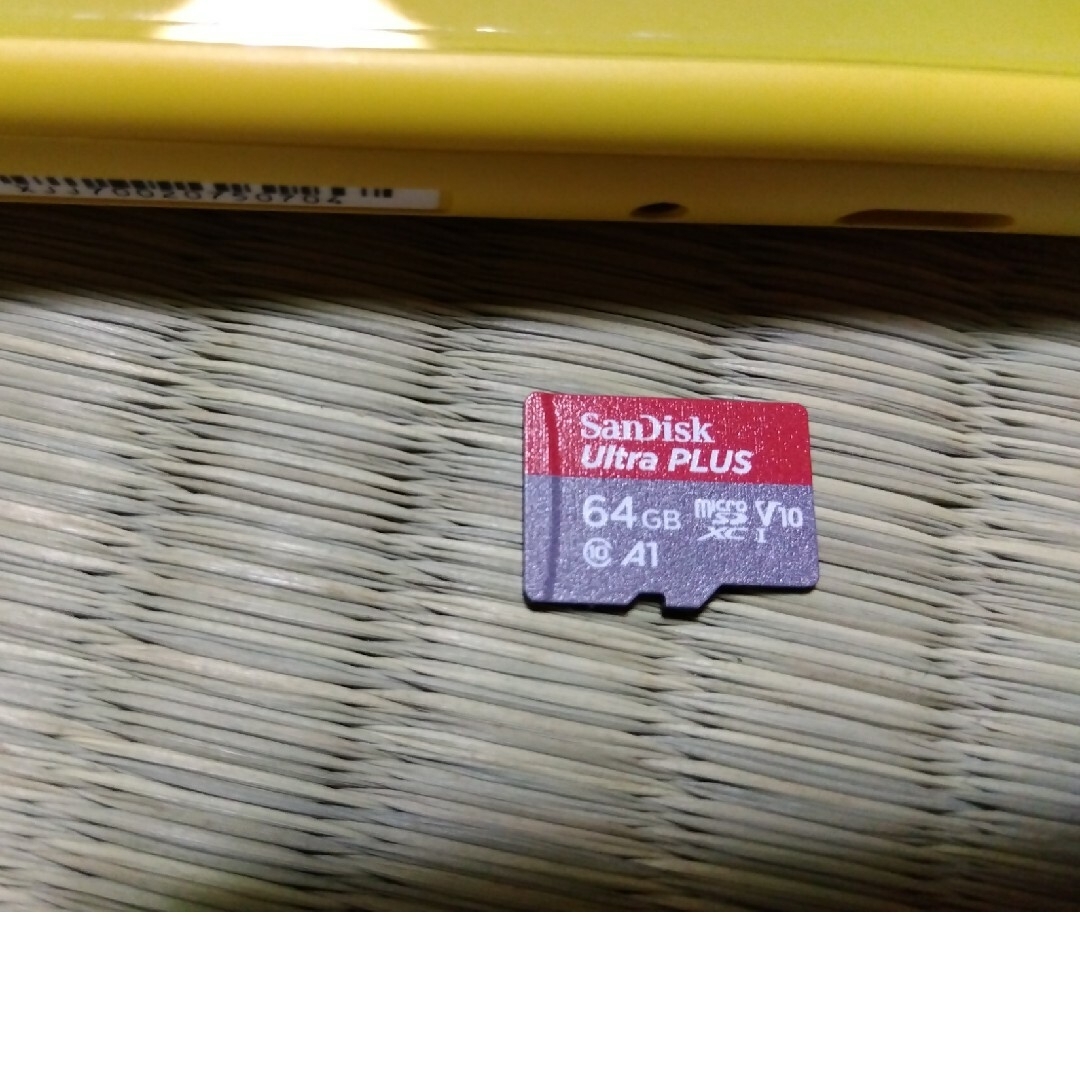 SanDisk
Ultra PLUS
64GB micro SD XC I V10
10 A1